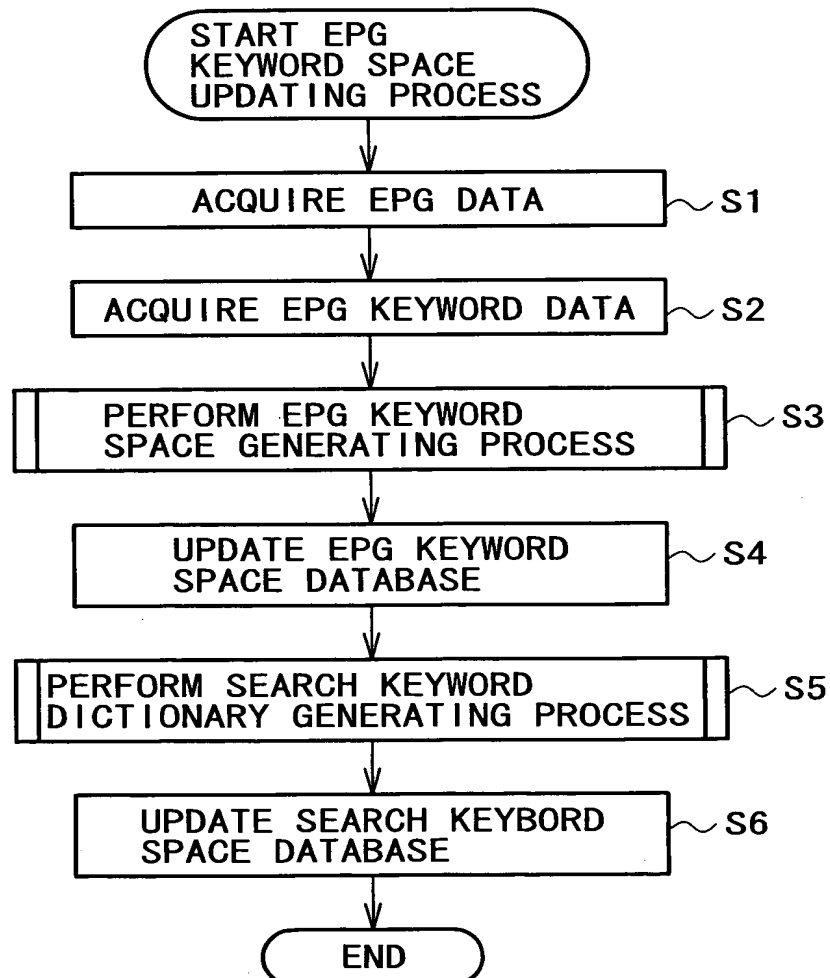 START EPG
KEYWORD SPACE
UPDATING PROCESS
ACQUIRE EPG DATA
S1
ACQUIRE EPG KEYWORD DATA
S2
PERFORM EPG KEYWORD
SPACE GENERATING PROCESS
S3
UPDATE EPG KEYWORD
SPACE DATABASE
S4
PERFORM SEARCH KEYWORD
DICTIONARY GENERATING PROCESS
S5
UPDATE SEARCH KEYBORD
SPACE DATABASE
S6
END